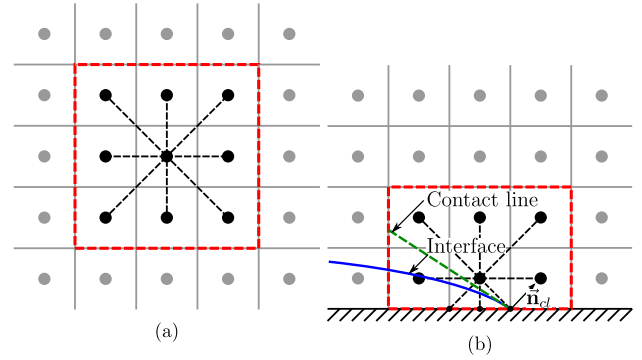 Contact line
Interface
n⃗cl
(a)
(b)